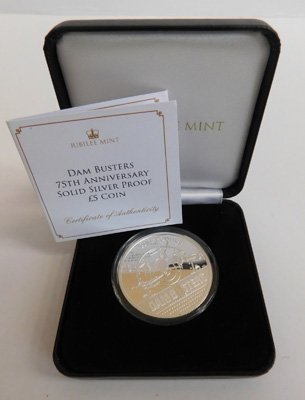 JUBILEE MINT
DAM BUSTERS
75TH ANNIVERSARY
SOLID SILVER PROOF
£5 COIN
Certificate of Authenticity
MINT